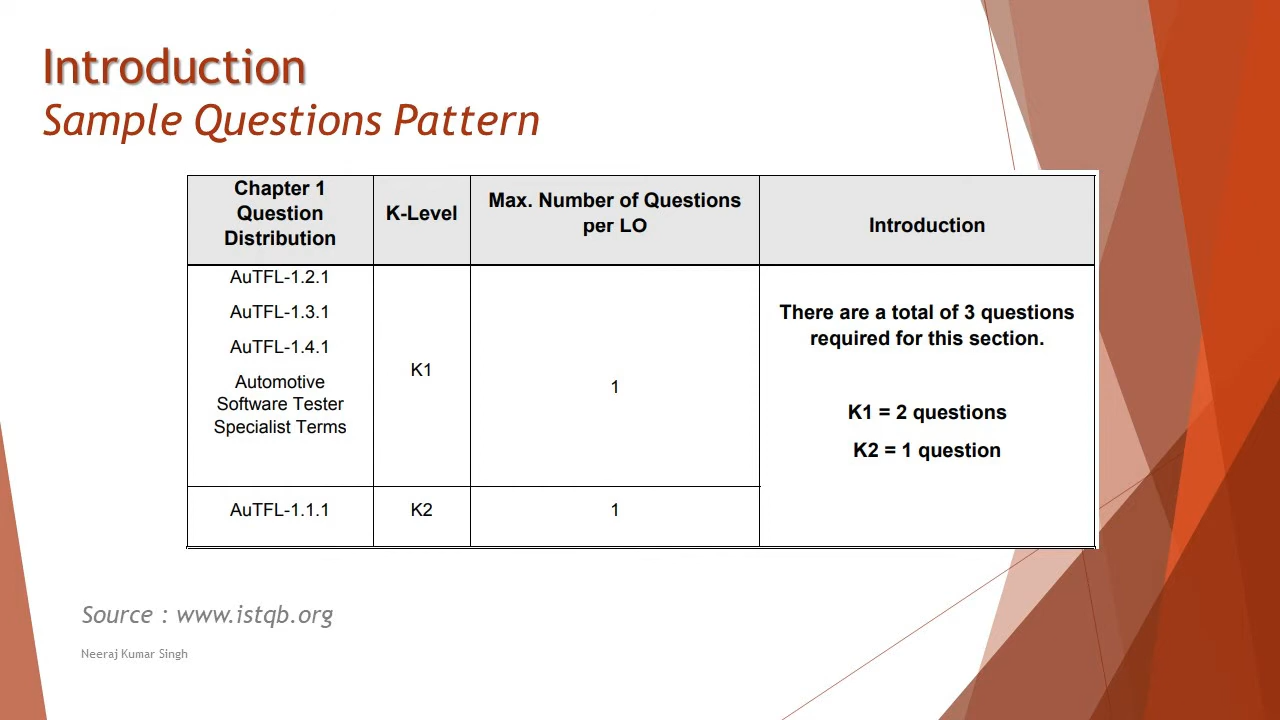 Introduction
Sample Questions Pattern
Chapter 1
Question
Distribution
K-Level
Max. Number of Questions
per LO
Introduction
AuTFL-1.2.1
AuTFL-1.3.1
AuTFL-1.4.1
Automotive
Software Tester
Specialist Terms
K1
1
There are a total of 3 questions
required for this section.
K1 = 2 questions
K2 = 1 question
AuTFL-1.1.1
K2
1
Source : www.istqb.org
Neeraj Kumar Singh